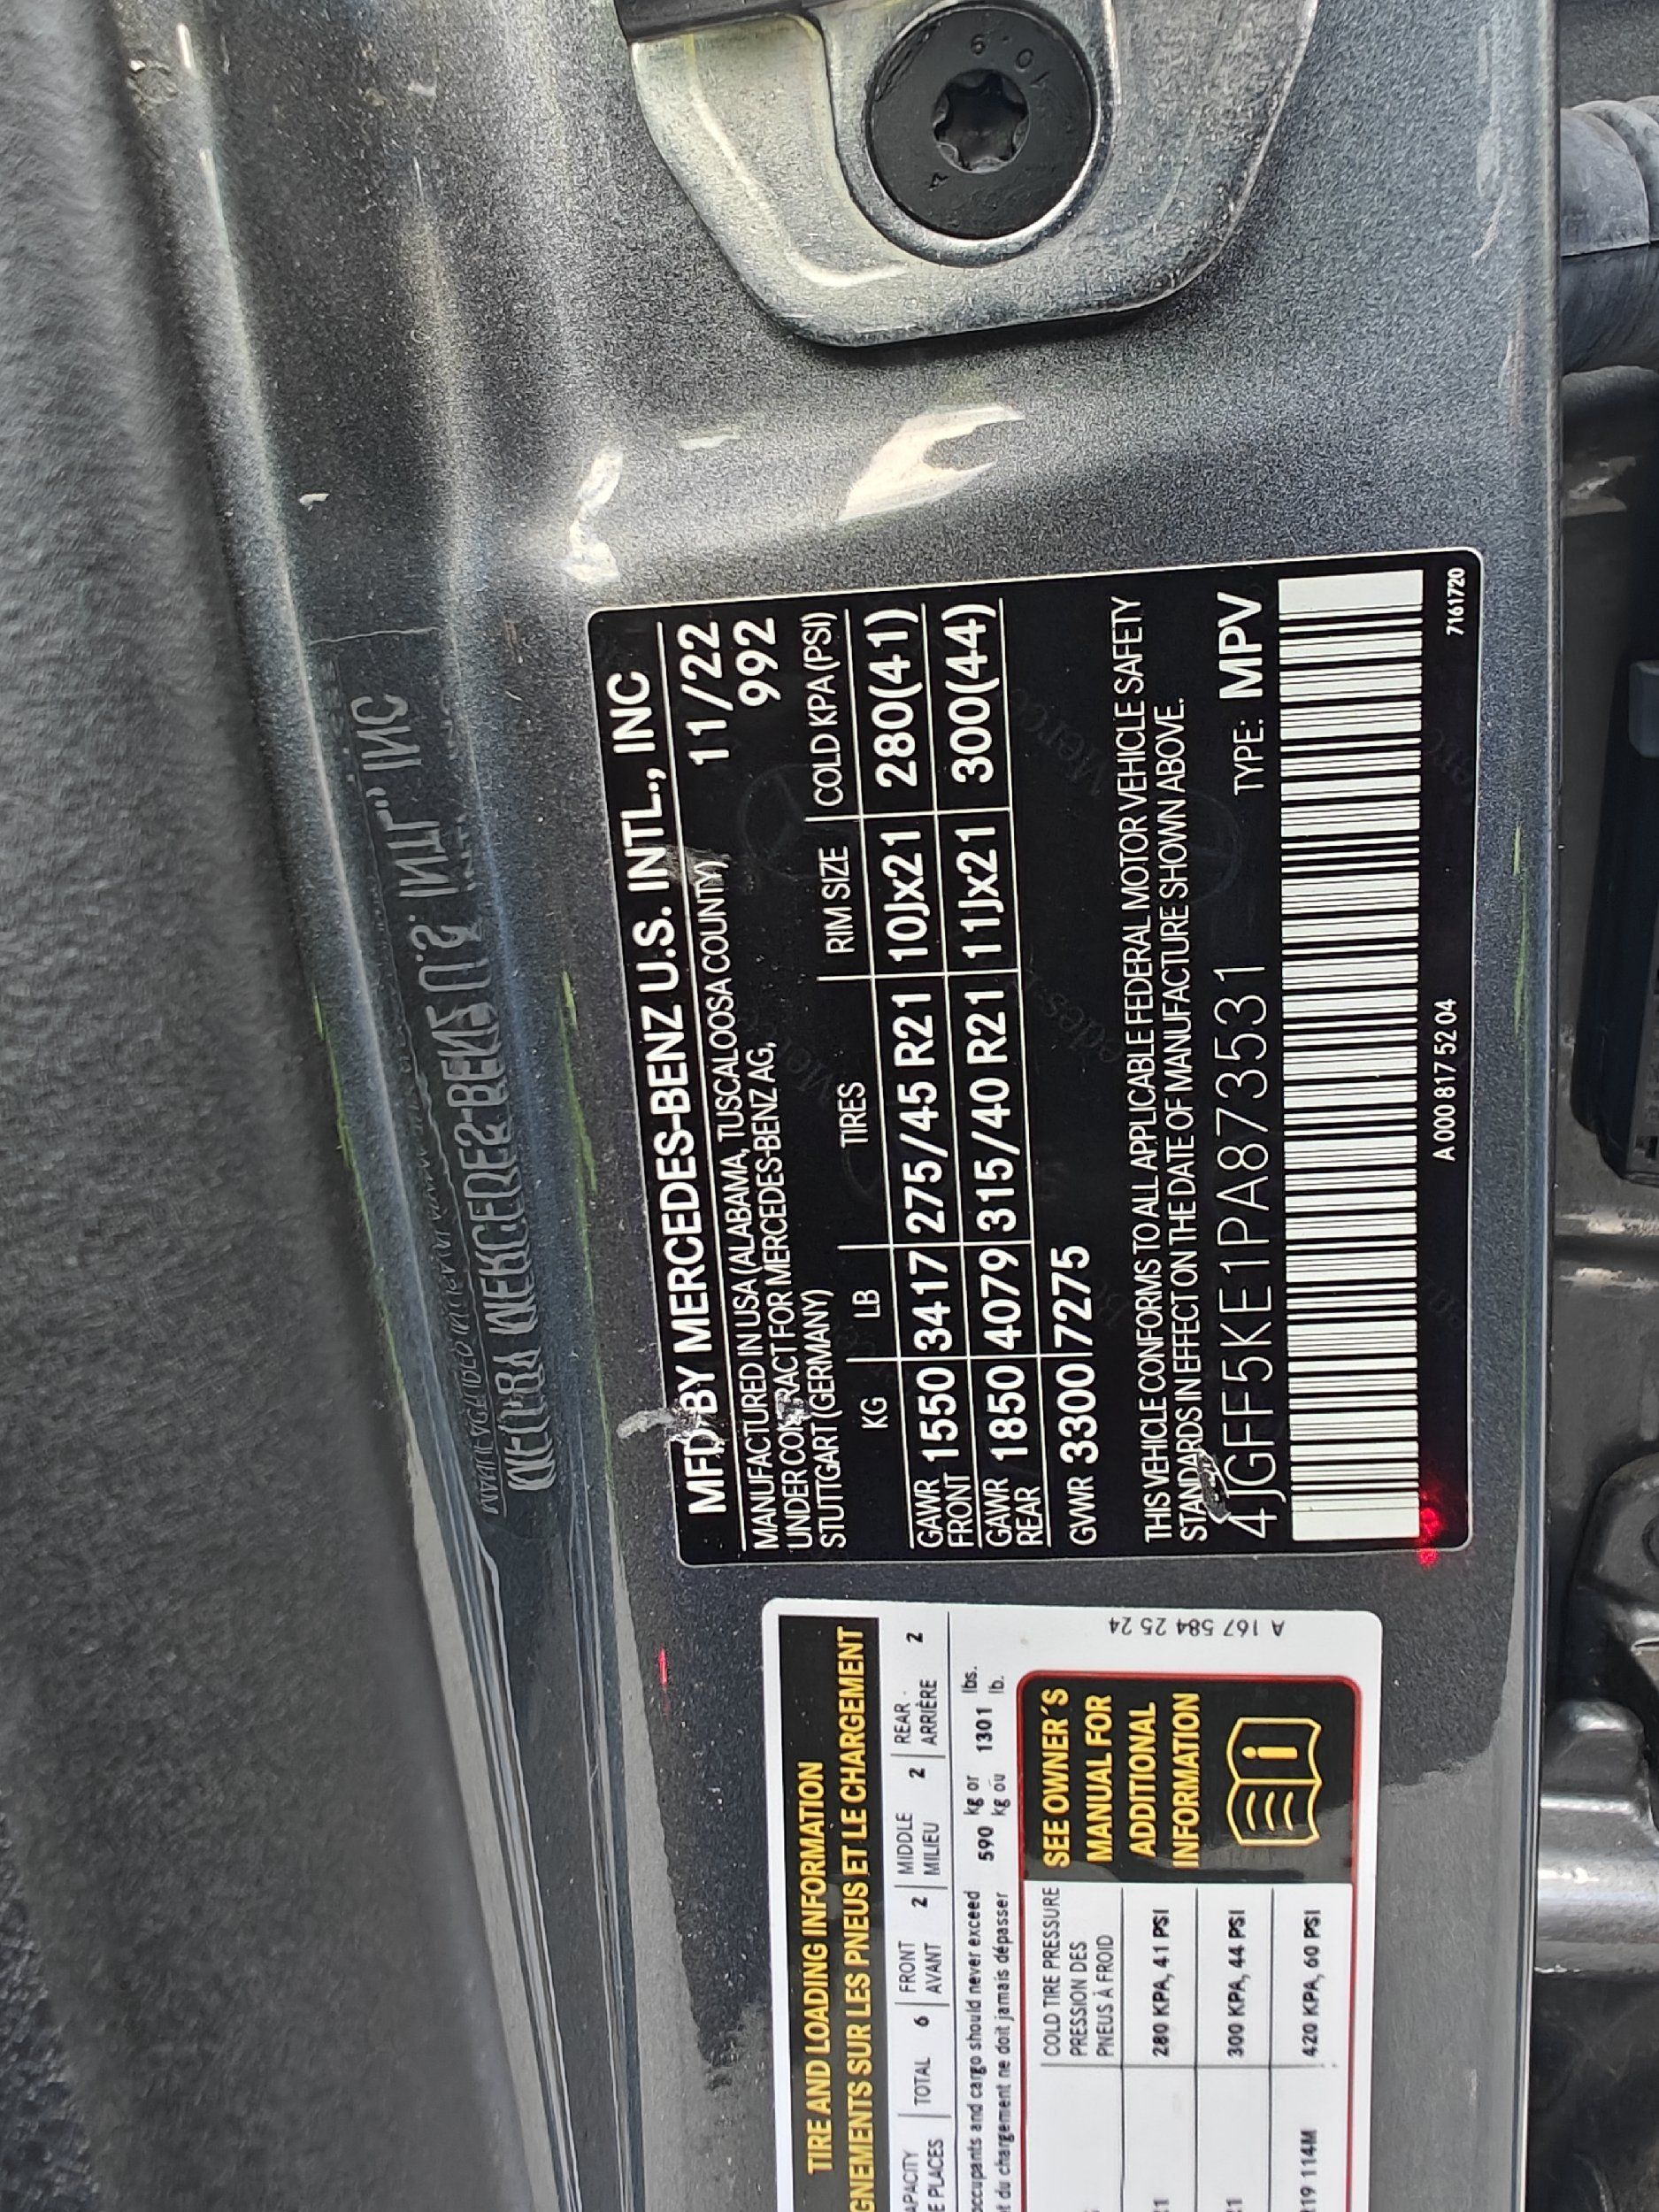 MFD BY MERCEDES-BENZ U.S. INTL., INC
MANUFACTURED IN USA (ALABAMA, TUSCALOOSA COUNTY), 11/22
UNDER CONTRACT FOR MERCEDES-BENZ AG, 992
STUTTGART (GERMANY)
KG LB TIRES RIM SIZE COLD KPA (PSI)
GAWR FRONT 1550 3417 275/45 R21 10Jx21 280(41)
GAWR REAR 1850 4079 315/40 R21 11Jx21 300(44)
GVWR 3300 7275
THIS VEHICLE CONFORMS TO ALL APPLICABLE FEDERAL MOTOR VEHICLE SAFETY
STANDARDS IN EFFECT ON THE DATE OF MANUFACTURE SHOWN ABOVE.
4JGFF5KE1PA873531 TYPE: MPV
A 000 817 52 04 7161720
TIRE AND LOADING INFORMATION
SUR LES PNEUS ET LE CHARGEMENT
TOTAL 6 FRONT 2 MIDDLE 2 REAR 2
PLACES AVANT MILIEU ARRIÈRE
occupants and cargo should never exceed 590 kg or 1301 lbs.
du chargement ne doit jamais dépasser kg ou lb.
COLD TIRE PRESSURE
PRESSION DES
PNEUS À FROID
280 KPA, 41 PSI
300 KPA, 44 PSI
114M 420 KPA, 60 PSI
SEE OWNER´S
MANUAL FOR
ADDITIONAL
INFORMATION
A 167 584 25 24
10.9
4